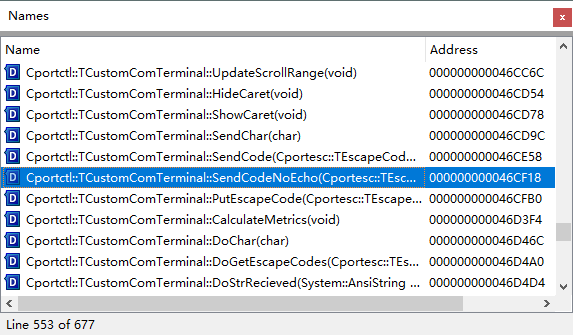 Names
x
Name Address
D Cportctl::TCustomComTerminal::UpdateScrollRange(void) 000000000046CC6C
D Cportctl::TCustomComTerminal::HideCaret(void) 000000000046CD54
D Cportctl::TCustomComTerminal::ShowCaret(void) 000000000046CD78
D Cportctl::TCustomComTerminal::SendChar(char) 000000000046CD9C
D Cportctl::TCustomComTerminal::SendCode(Cportesc::TEscapeCod... 000000000046CE58
D Cportctl::TCustomComTerminal::SendCodeNoEcho(Cportesc::TEsc... 000000000046CF18
D Cportctl::TCustomComTerminal::PutEscapeCode(Cportesc::TEscape... 000000000046CFB0
D Cportctl::TCustomComTerminal::CalculateMetrics(void) 000000000046D3F4
D Cportctl::TCustomComTerminal::DoChar(char) 000000000046D46C
D Cportctl::TCustomComTerminal::DoGetEscapeCodes(Cportesc::TEsc... 000000000046D4A0
D Cportctl::TCustomComTerminal::DoStrRecieved(System::AnsiString ... 000000000046D4D4
Line 553 of 677